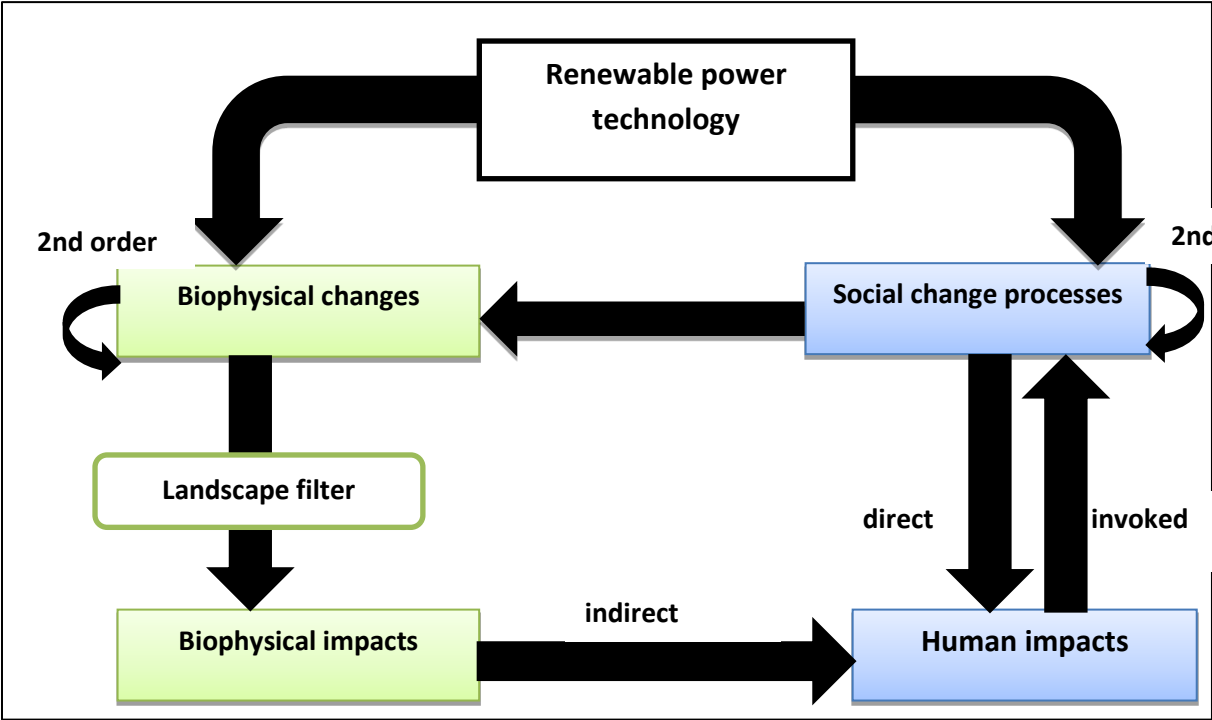 Renewable power
technology
2nd order
2nd
Biophysical changes
Social change processes
Landscape filter
direct
invoked
indirect
Biophysical impacts
Human impacts